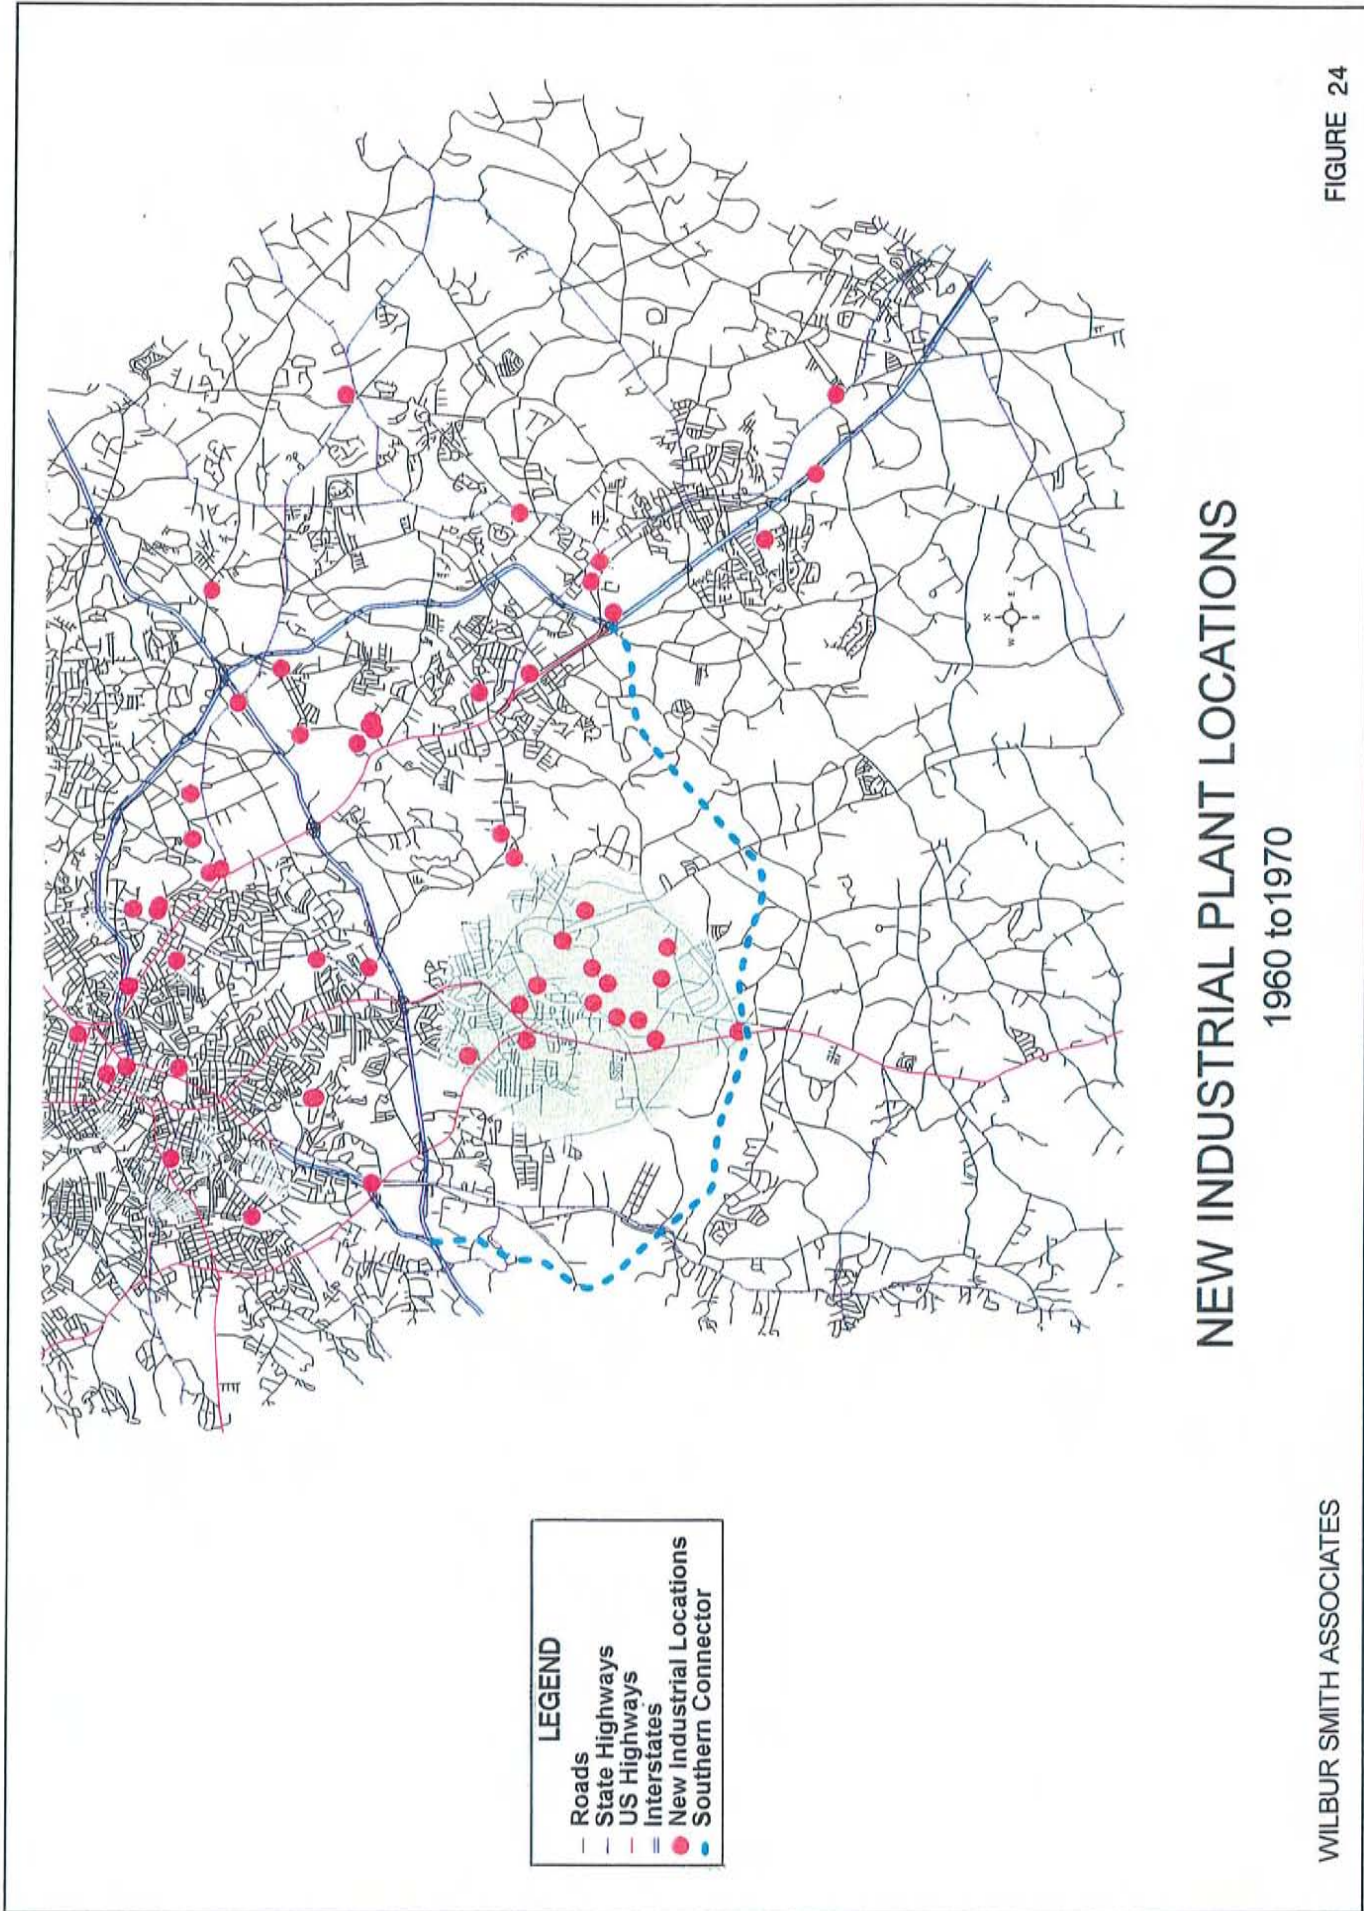 LEGEND
Roads
State Highways
US Highways
Interstates
New Industrial Locations
Southern Connector
N
W E
S
NEW INDUSTRIAL PLANT LOCATIONS
1960 to1970
WILBUR SMITH ASSOCIATES
FIGURE 24